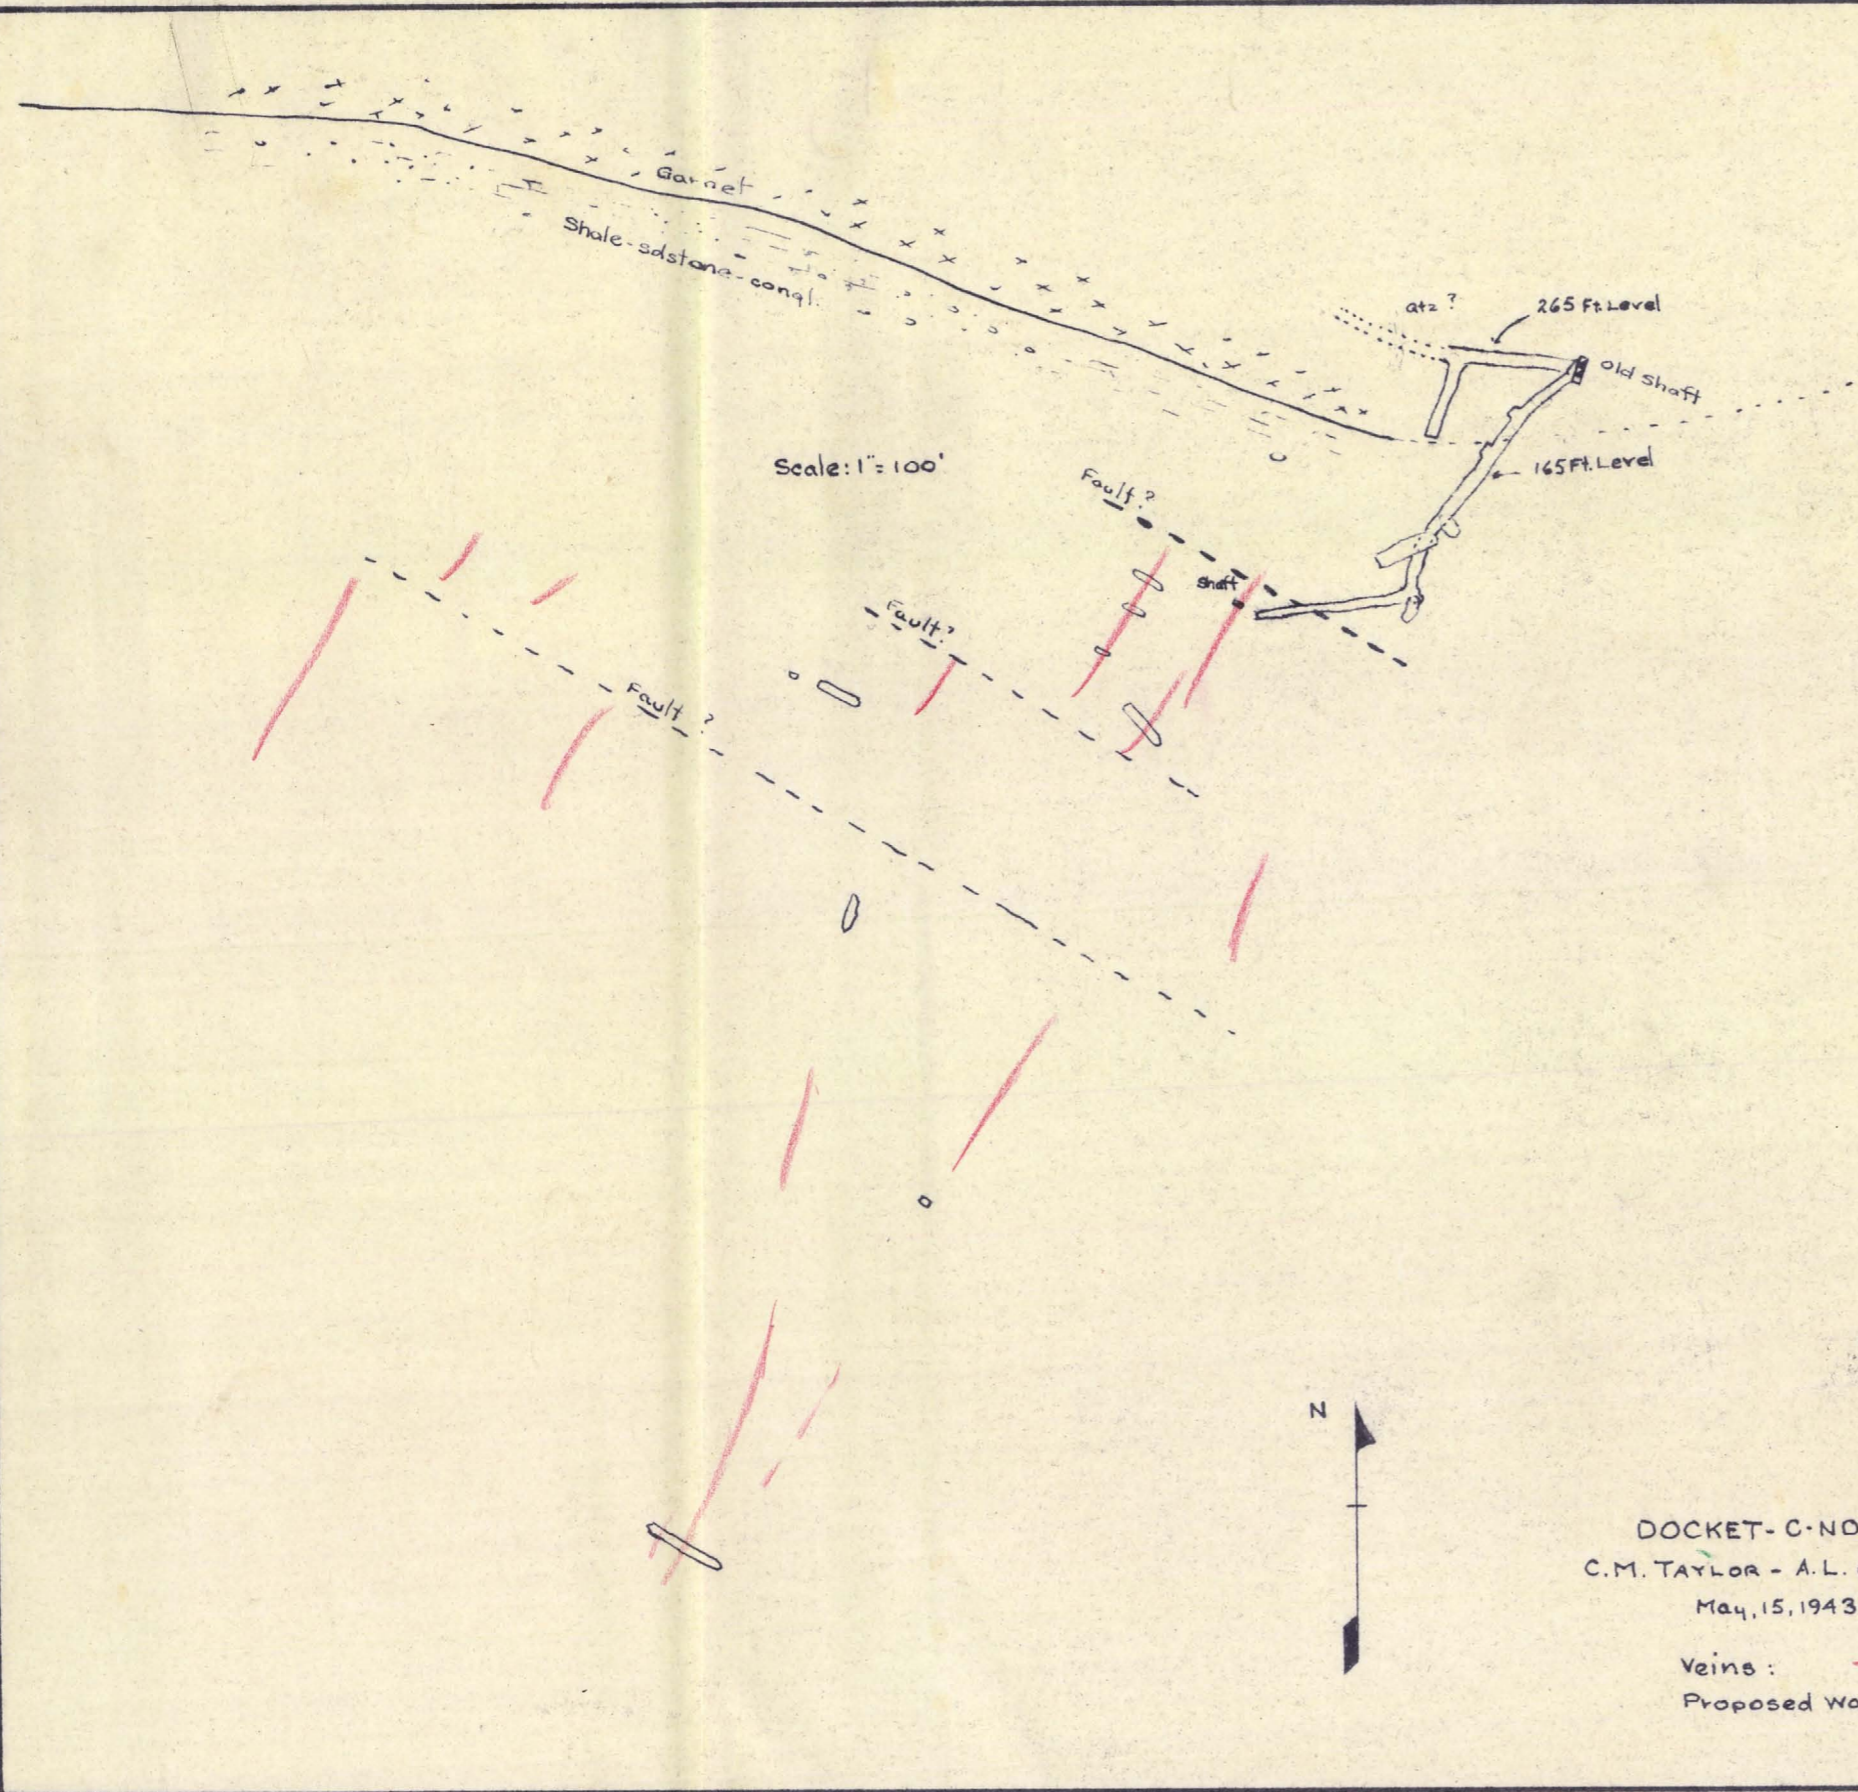 Garnet
Shale-sdstone-congl.
qtz ?
265 Ft. Level
Old Shaft
Scale: 1"= 100'
165 Ft. Level
Fault ?
Shaft
Fault ?
Fault ?
N
DOCKET - C-ND
C.M. TAYLOR - A.L.
May, 15, 1943
Veins :
Proposed Wo